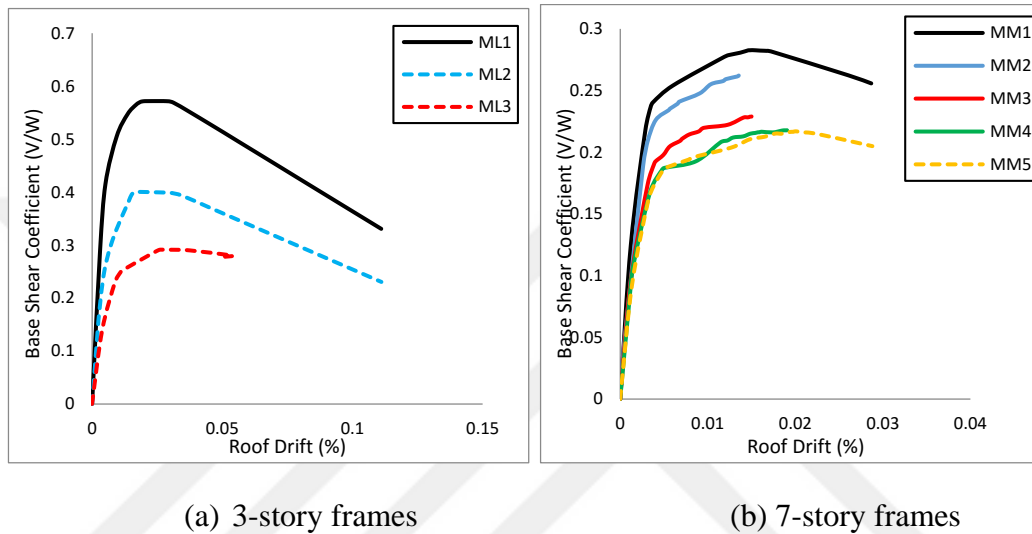 0.7
0.6
0.5
0.4
0.3
0.2
0.1
0
Base Shear Coefficient (V/W)
0
0.05
0.1
0.15
Roof Drift (%)
ML1
ML2
ML3
0.3
0.25
0.2
0.15
0.1
0.05
0
Base Shear Coefficient (V/W)
0
0.01
0.02
0.03
0.04
Roof Drift (%)
MM1
MM2
MM3
MM4
MM5
(a) 3-story frames
(b) 7-story frames